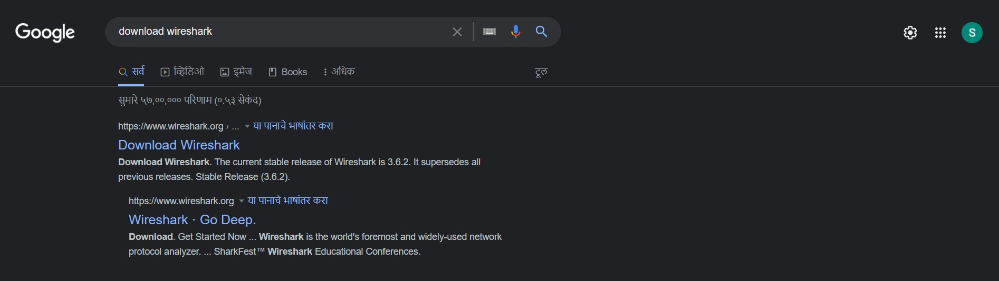 Google
download wireshark
S
सर्व व्हिडिओ इमेज Books अधिक टूल
सुमारे ५७,००,००० परिणाम (०.५३ सेकंद)
https://www.wireshark.org › ... या पानाचे भाषांतर करा
Download Wireshark
Download Wireshark. The current stable release of Wireshark is 3.6.2. It supersedes all
previous releases. Stable Release (3.6.2).
https://www.wireshark.org या पानाचे भाषांतर करा
Wireshark · Go Deep.
Download. Get Started Now ... Wireshark is the world's foremost and widely-used network
protocol analyzer. ... SharkFest™ Wireshark Educational Conferences.